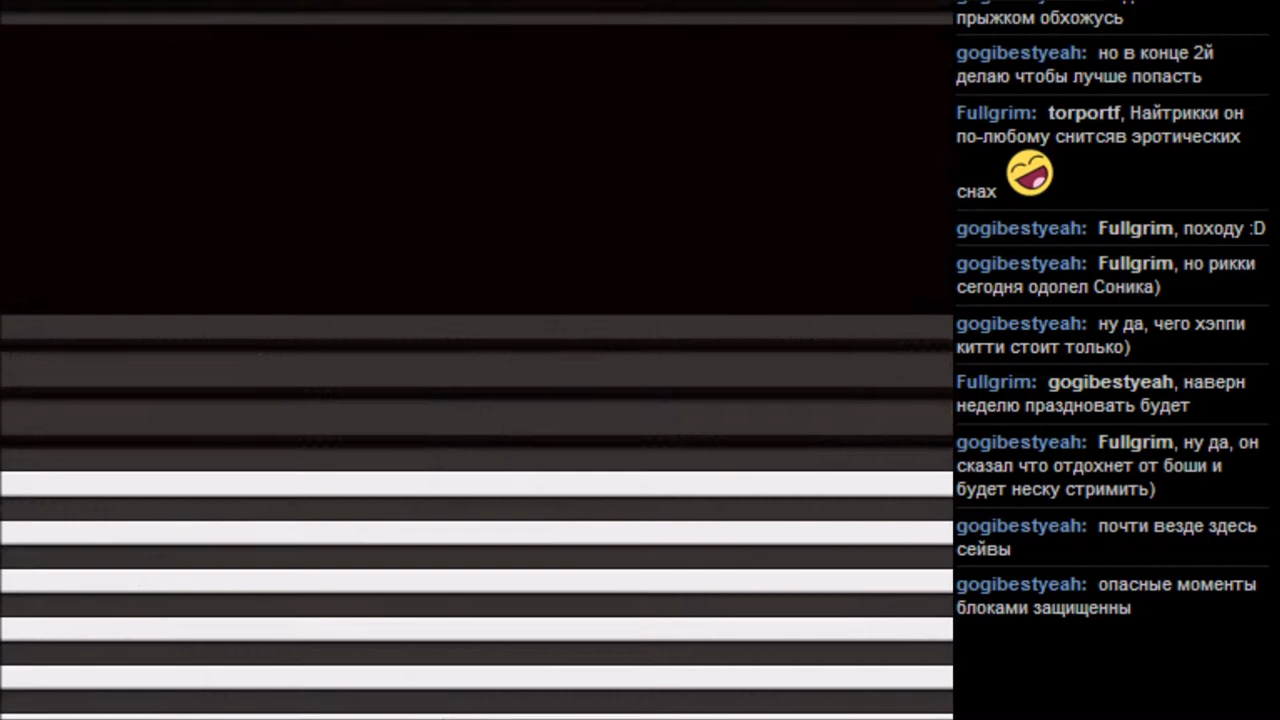 прыжком обхожусь
gogibestyeah: но в конце 2й
делаю чтобы лучше попасть
Fullgrim: torportf, Найтрикки он
по-любому снитсяв эротических
снах
gogibestyeah: Fullgrim, походу :D
gogibestyeah: Fullgrim, но рикки
сегодня одолел Соника)
gogibestyeah: ну да, чего хэппи
китти стоит только)
Fullgrim: gogibestyeah, наверн
неделю праздновать будет
gogibestyeah: Fullgrim, ну да, он
сказал что отдохнет от боши и
будет неску стримить)
gogibestyeah: почти везде здесь
сейвы
gogibestyeah: опасные моменты
блоками защищенны